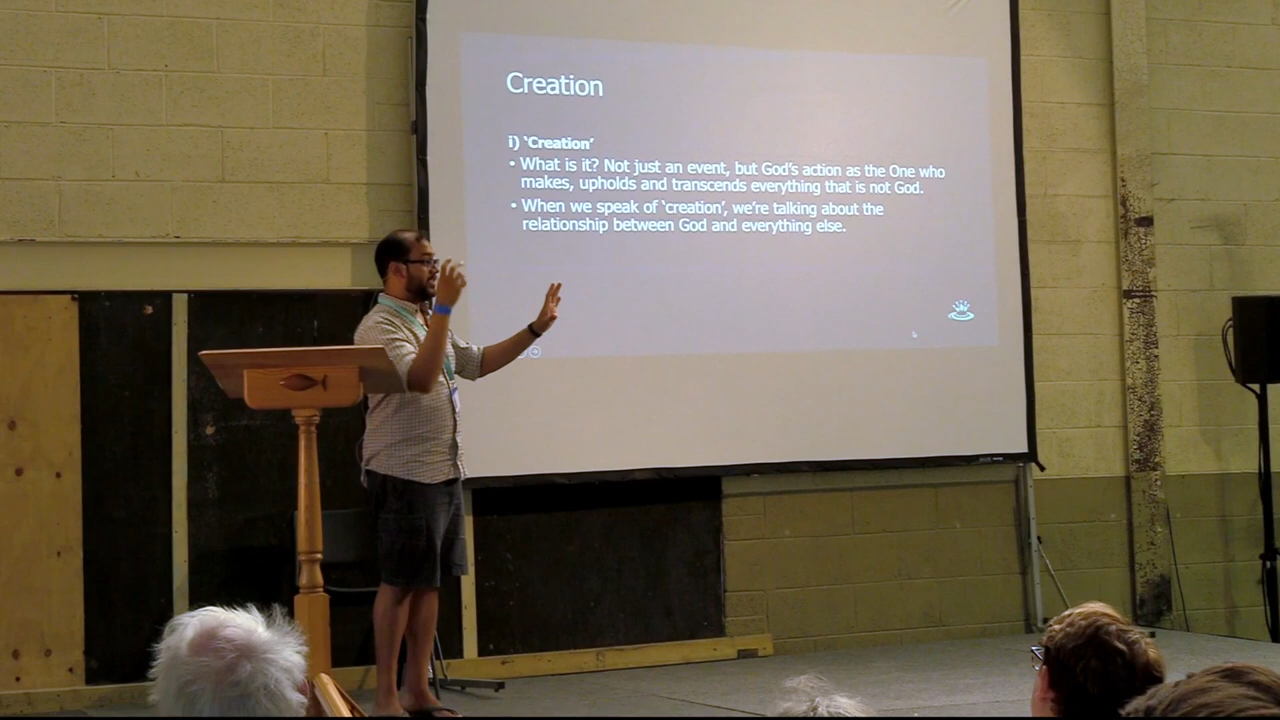 Creation
i) ‘Creation’
• What is it? Not just an event, but God’s action as the One who
makes, upholds and transcends everything that is not God.
• When we speak of ‘creation’, we’re talking about the
relationship between God and everything else.